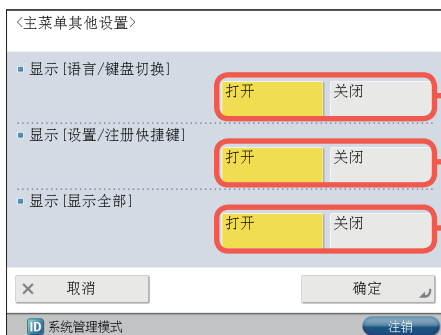 <主菜单其他设置>
显示 [语言/键盘切换]
打开 关闭
显示 [设置/注册快捷键]
打开 关闭
显示 [显示全部]
打开 关闭
× 取消 确定
ID 系统管理模式 注销